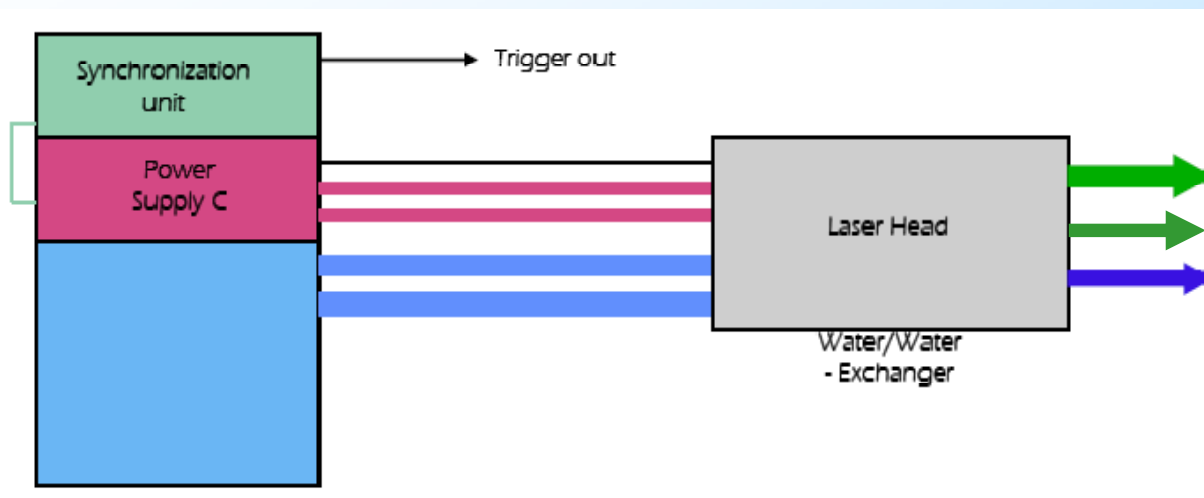 Synchronization
unit
Trigger out
Power
Supply C
Laser Head
Water/Water
- Exchanger